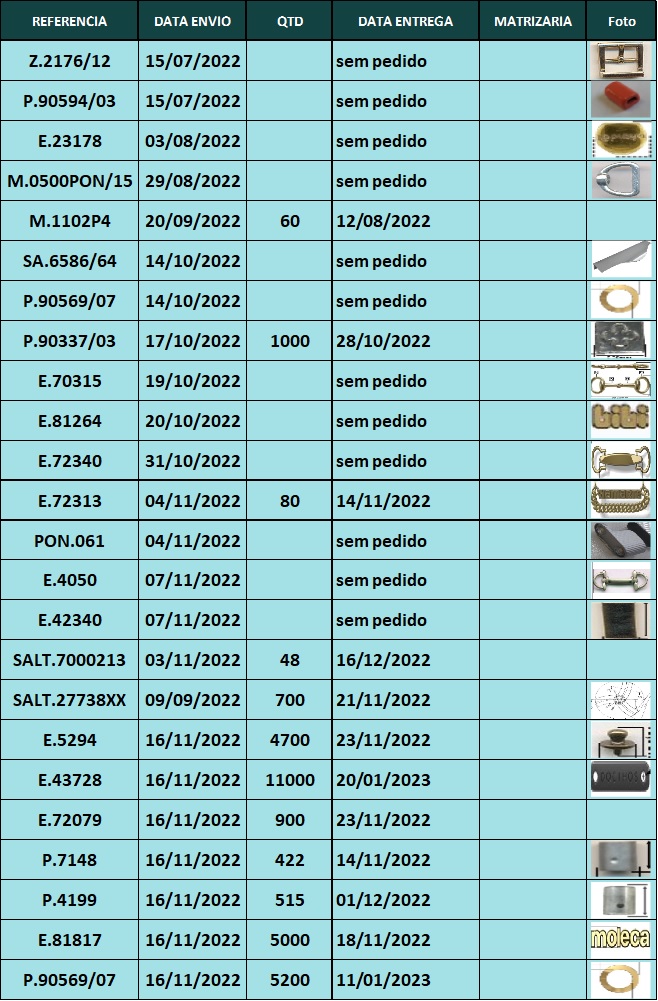 REFERENCIA DATA ENVIO QTD DATA ENTREGA MATRIZARIA Foto
Z.2176/12 15/07/2022 sem pedido
P.90594/03 15/07/2022 sem pedido
E.23178 03/08/2022 sem pedido
M.0500PON/15 29/08/2022 sem pedido
M.1102P4 20/09/2022 60 12/08/2022
SA.6586/64 14/10/2022 sem pedido
P.90569/07 14/10/2022 sem pedido
P.90337/03 17/10/2022 1000 28/10/2022
E.70315 19/10/2022 sem pedido
E.81264 20/10/2022 sem pedido bibi
E.72340 31/10/2022 sem pedido
E.72313 04/11/2022 80 14/11/2022
PON.061 04/11/2022 sem pedido
E.4050 07/11/2022 sem pedido
E.42340 07/11/2022 sem pedido
SALT.7000213 03/11/2022 48 16/12/2022
SALT.27738XX 09/09/2022 700 21/11/2022
E.5294 16/11/2022 4700 23/11/2022
E.43728 16/11/2022 11000 20/01/2023
E.72079 16/11/2022 900 23/11/2022
P.7148 16/11/2022 422 14/11/2022
P.4199 16/11/2022 515 01/12/2022
E.81817 16/11/2022 5000 18/11/2022 moleca
P.90569/07 16/11/2022 5200 11/01/2023